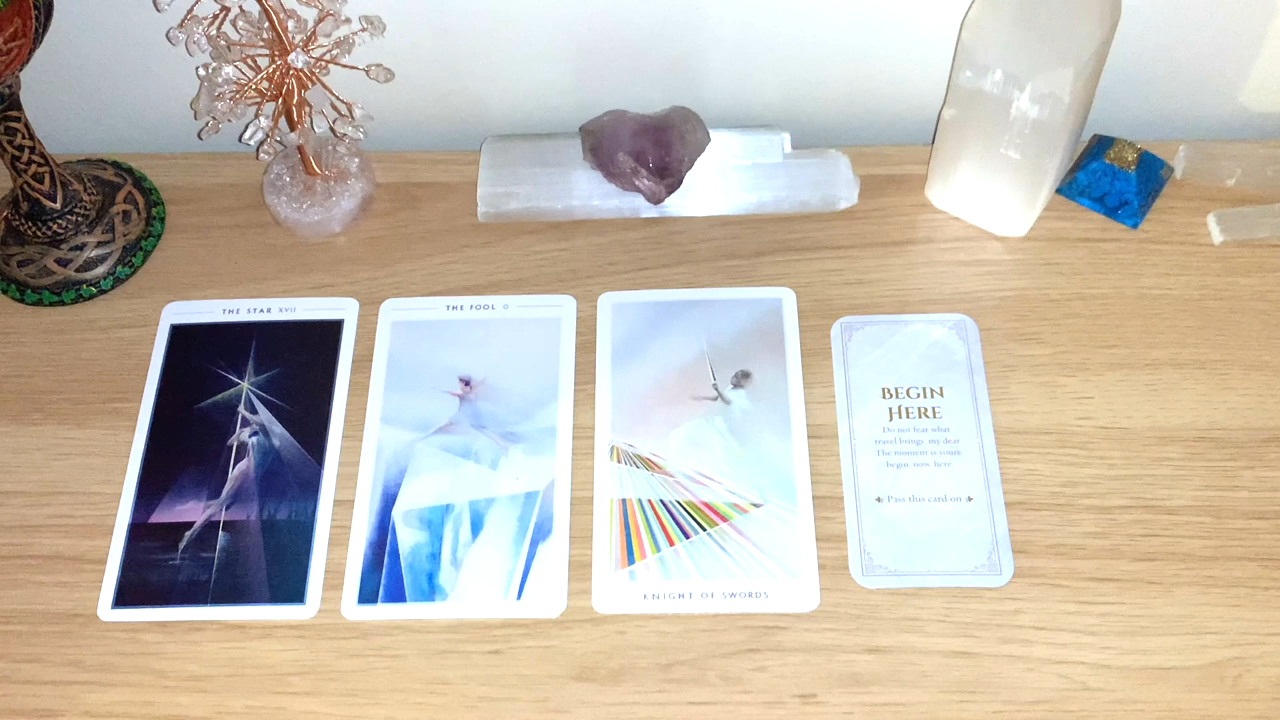 THE STAR XVII
THE FOOL 0
KNIGHT OF SWORDS
BEGIN
HERE
Do not fear what
travel brings, my dear
The moment is yours
begin, now, here
Pass this card on